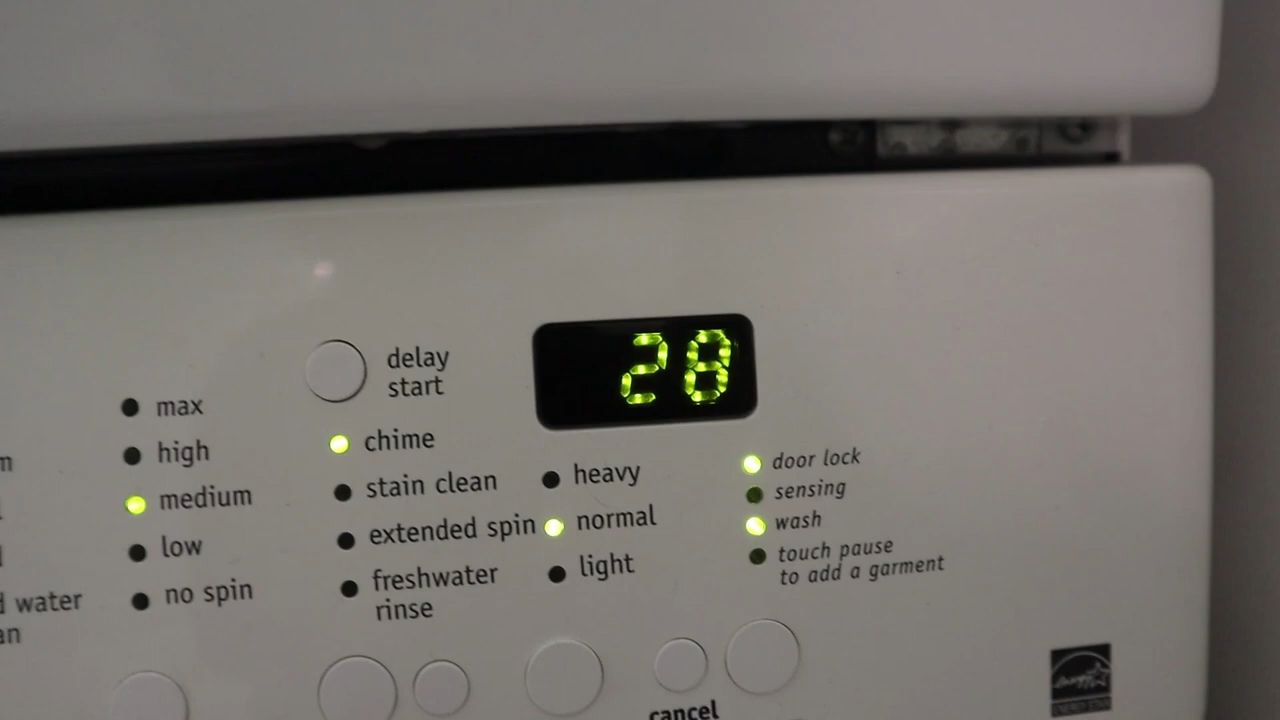 28
delay
start
max
high
medium
low
no spin
chime
stain clean
extended spin
freshwater
rinse
heavy
normal
light
door lock
sensing
wash
touch pause
to add a garment
water
cancel